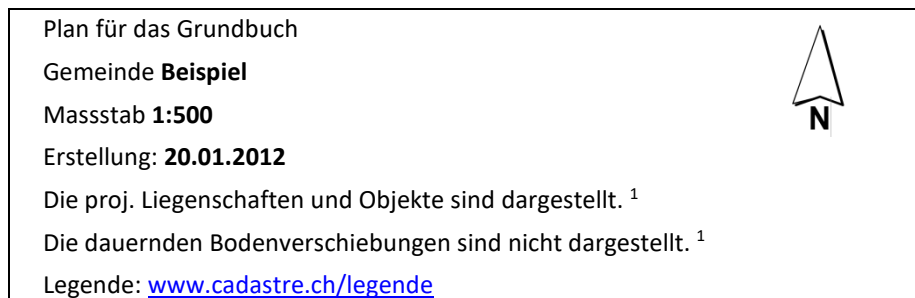 Plan für das Grundbuch
Gemeinde Beispiel
Massstab 1:500
N
Erstellung: 20.01.2012
Die proj. Liegenschaften und Objekte sind dargestellt. ¹
Die dauernden Bodenverschiebungen sind nicht dargestellt. ¹
Legende: www.cadastre.ch/legende